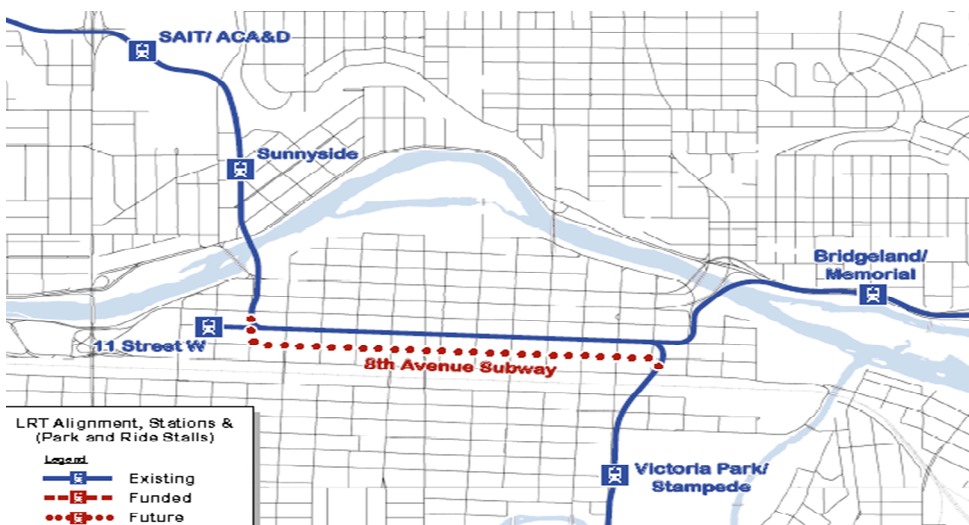 SAIT/ ACA&D
Sunnyside
Bridgeland/
Memorial
11 Street W
8th Avenue Subway
Victoria Park/
Stampede
LRT Alignment, Stations &
(Park and Ride Stalls)
Legend
Existing
Funded
Future